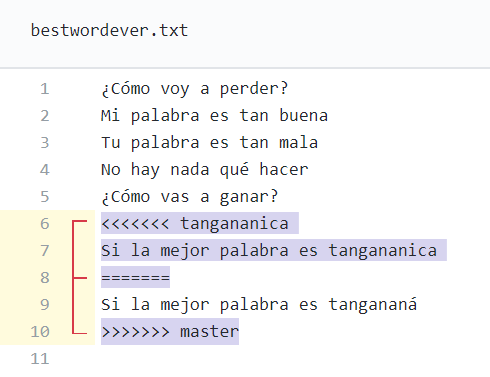 bestwordever.txt
1 ¿Cómo voy a perder?
2 Mi palabra es tan buena
3 Tu palabra es tan mala
4 No hay nada qué hacer
5 ¿Cómo vas a ganar?
6 <<<<<<< tangananica
7 Si la mejor palabra es tangananica
8 =======
9 Si la mejor palabra es tangananá
10 >>>>>>> master
11